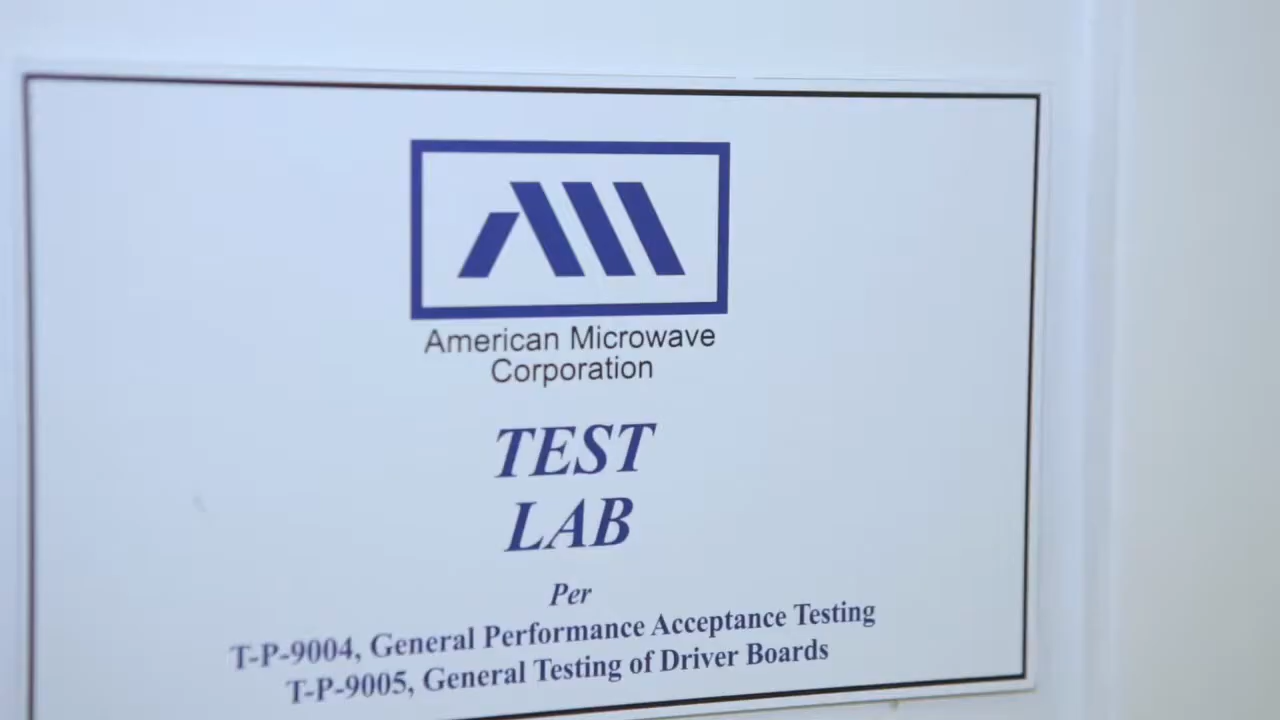 American Microwave
Corporation
TEST
LAB
Per
T-P-9004, General Performance Acceptance Testing
T-P-9005, General Testing of Driver Boards